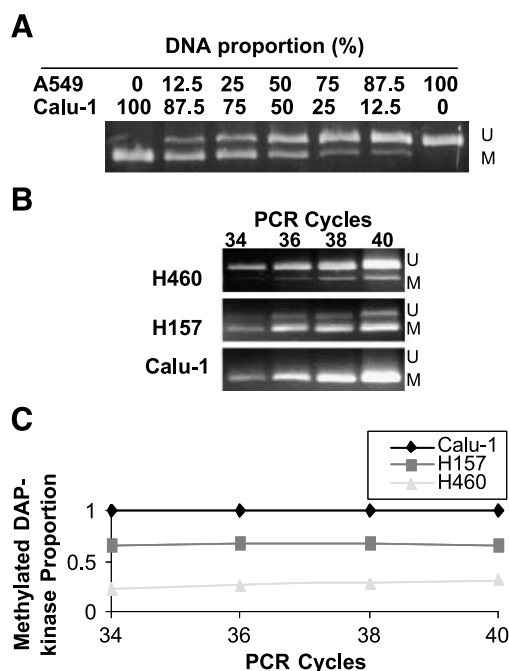 A
DNA proportion (%)
A549 0 12.5 25 50 75 87.5 100
Calu-1 100 87.5 75 50 25 12.5 0
U
M
B
PCR Cycles
34 36 38 40
H460
U
M
H157
U
M
Calu-1
U
M
C
Calu-1
H157
H460
Methylated DAP-
kinase Proportion
1
0.5
0
34 36 38 40
PCR Cycles